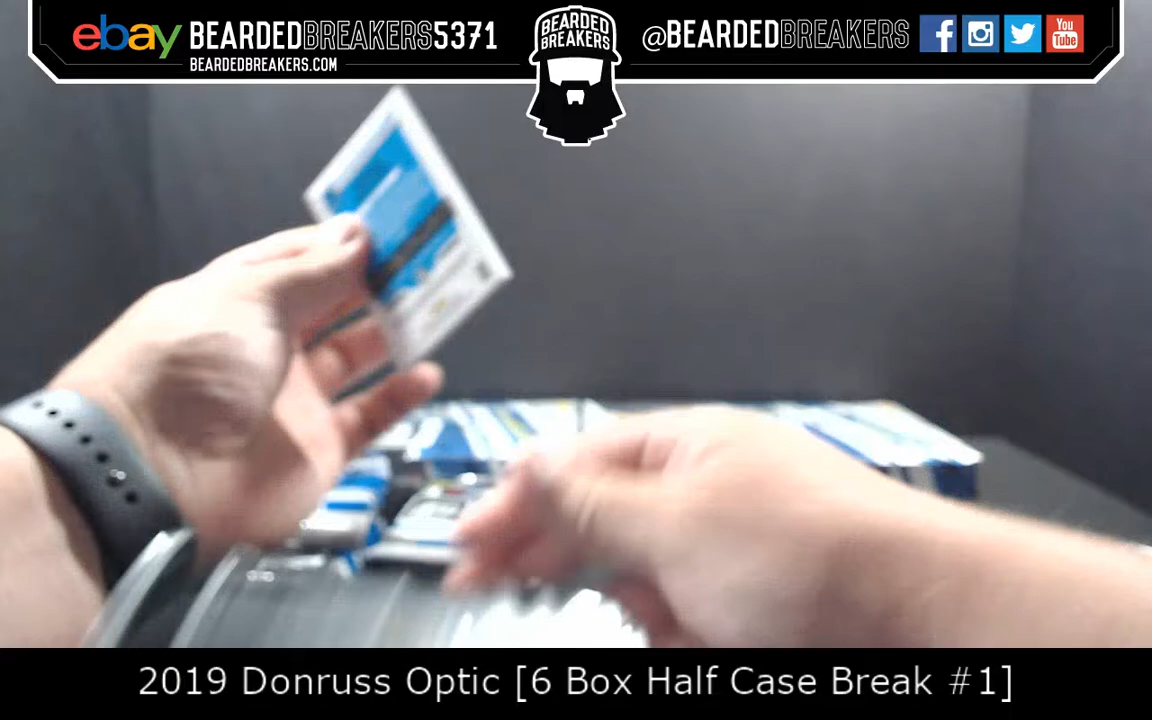 ebay BEARDEDBREAKERS5371
BEARDEDBREAKERS.COM
BEARDED
BREAKERS
@BEARDEDBREAKERS
You
Tube
2019 Donruss Optic [6 Box Half Case Break #1]